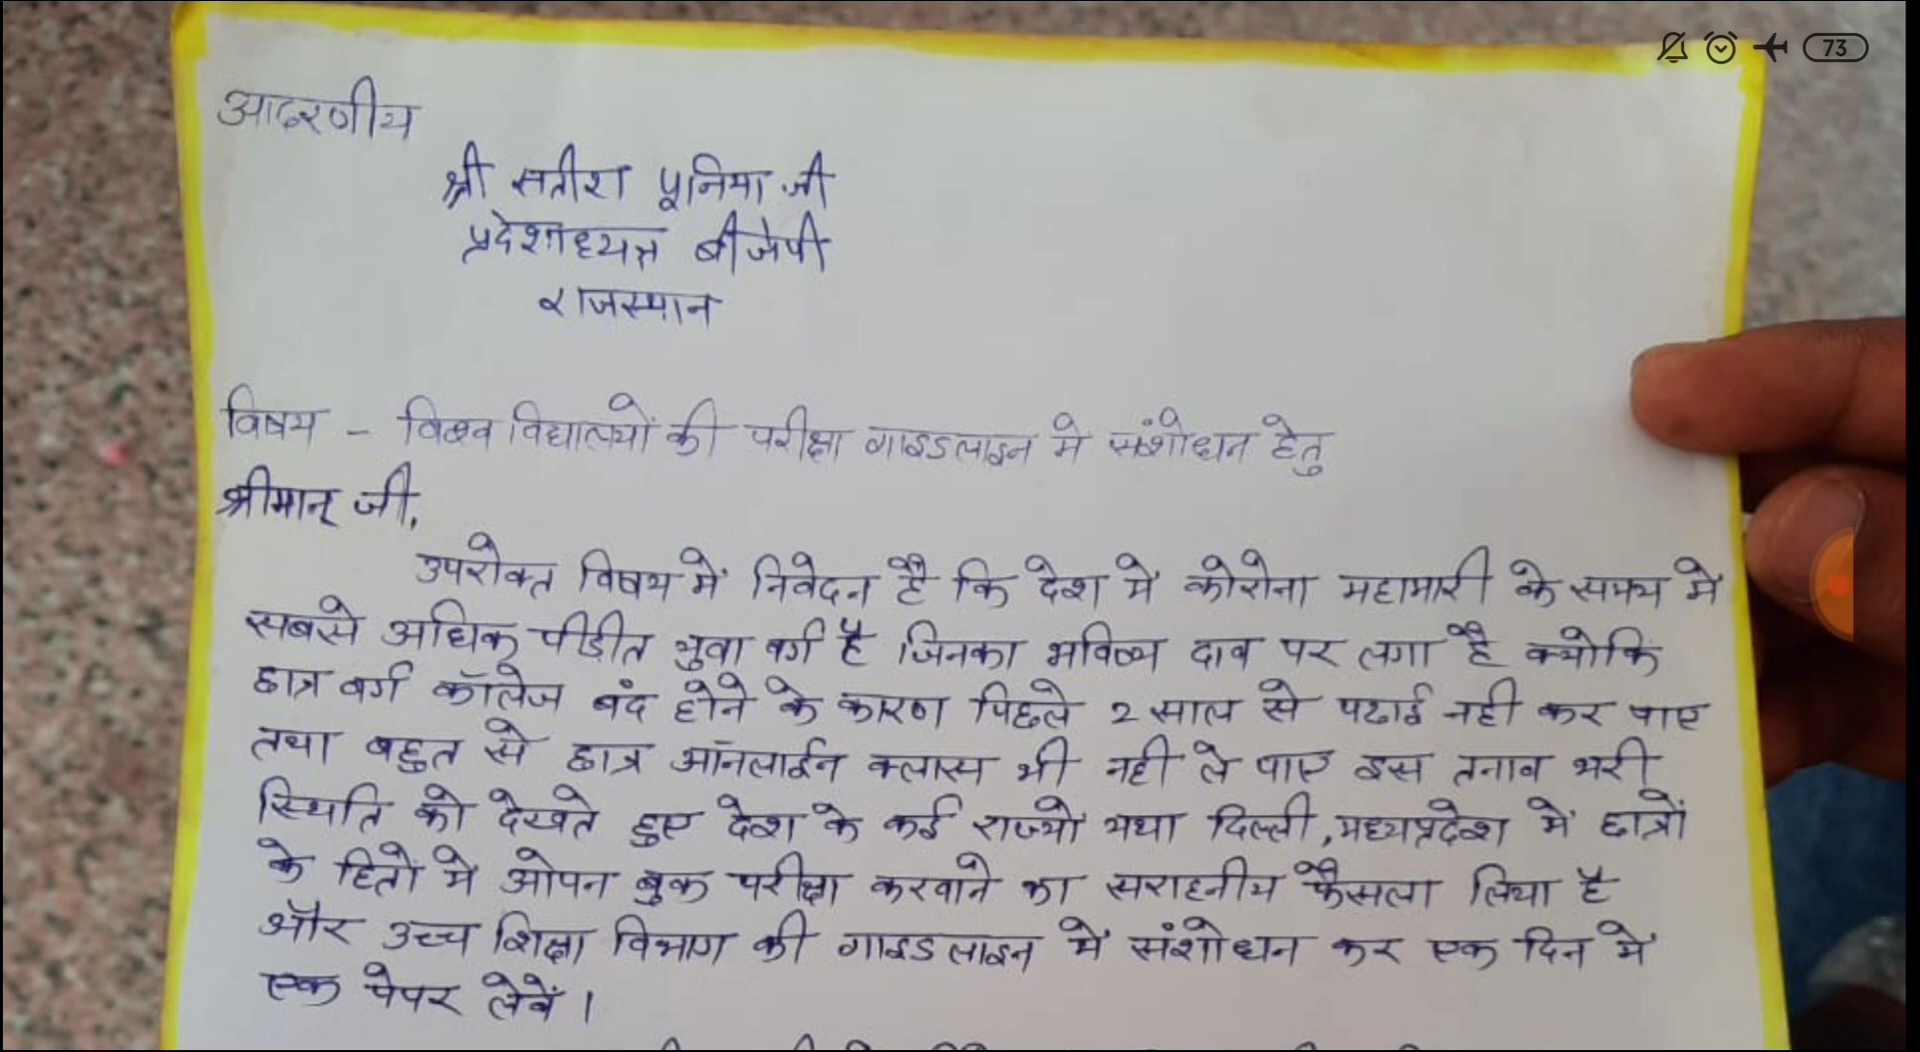 73
आदरणीय
श्री सतीश पूनिया जी
प्रदेशाध्यक्ष बीजेपी
राजस्थान
विषय - विश्व विद्यालयों की परीक्षा गाइडलाइन मे संशोधन हेतु
श्रीमान् जी,
उपरोक्त विषय में निवेदन है कि देश में कोरोना महामारी के समय में
सबसे अधिक पीडीत युवा वर्ग है जिनका भविष्य दाव पर लगा है क्योकि
छात्र वर्ग कॉलेज बंद होने के कारण पिछले 2 साल से पढाई नही कर पाए
तथा बहुत से छात्र ऑनलाईन क्लास भी नही ले पाए इस तनाव भरी
स्थिति को देखते हुए देश के कई राज्यो यथा दिल्ली, मध्यप्रदेश में छात्रों
के हितो मे ओपन बुक परीक्षा करवाने का सराहनीय फैसला लिया है
और उच्च शिक्षा विभाग की गाइडलाइन में संशोधन कर एक दिन में
एक पेपर लेवें।